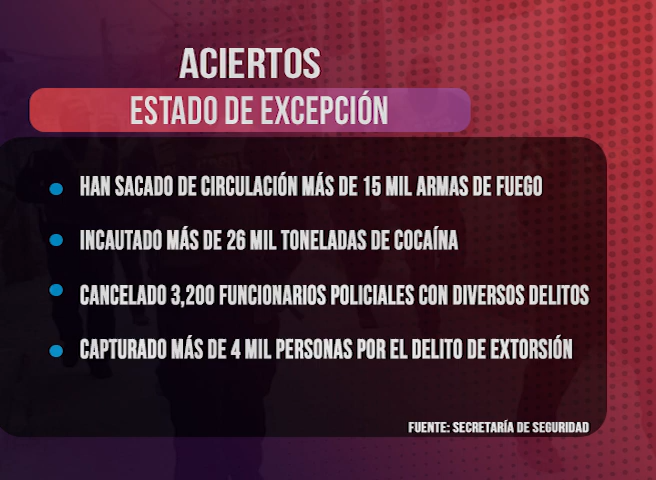 ACIERTOS
ESTADO DE EXCEPCIÓN
HAN SACADO DE CIRCULACIÓN MÁS DE 15 MIL ARMAS DE FUEGO
INCAUTADO MÁS DE 26 MIL TONELADAS DE COCAÍNA
CANCELADO 3,200 FUNCIONARIOS POLICIALES CON DIVERSOS DELITOS
CAPTURADO MÁS DE 4 MIL PERSONAS POR EL DELITO DE EXTORSIÓN
FUENTE: SECRETARÍA DE SEGURIDAD